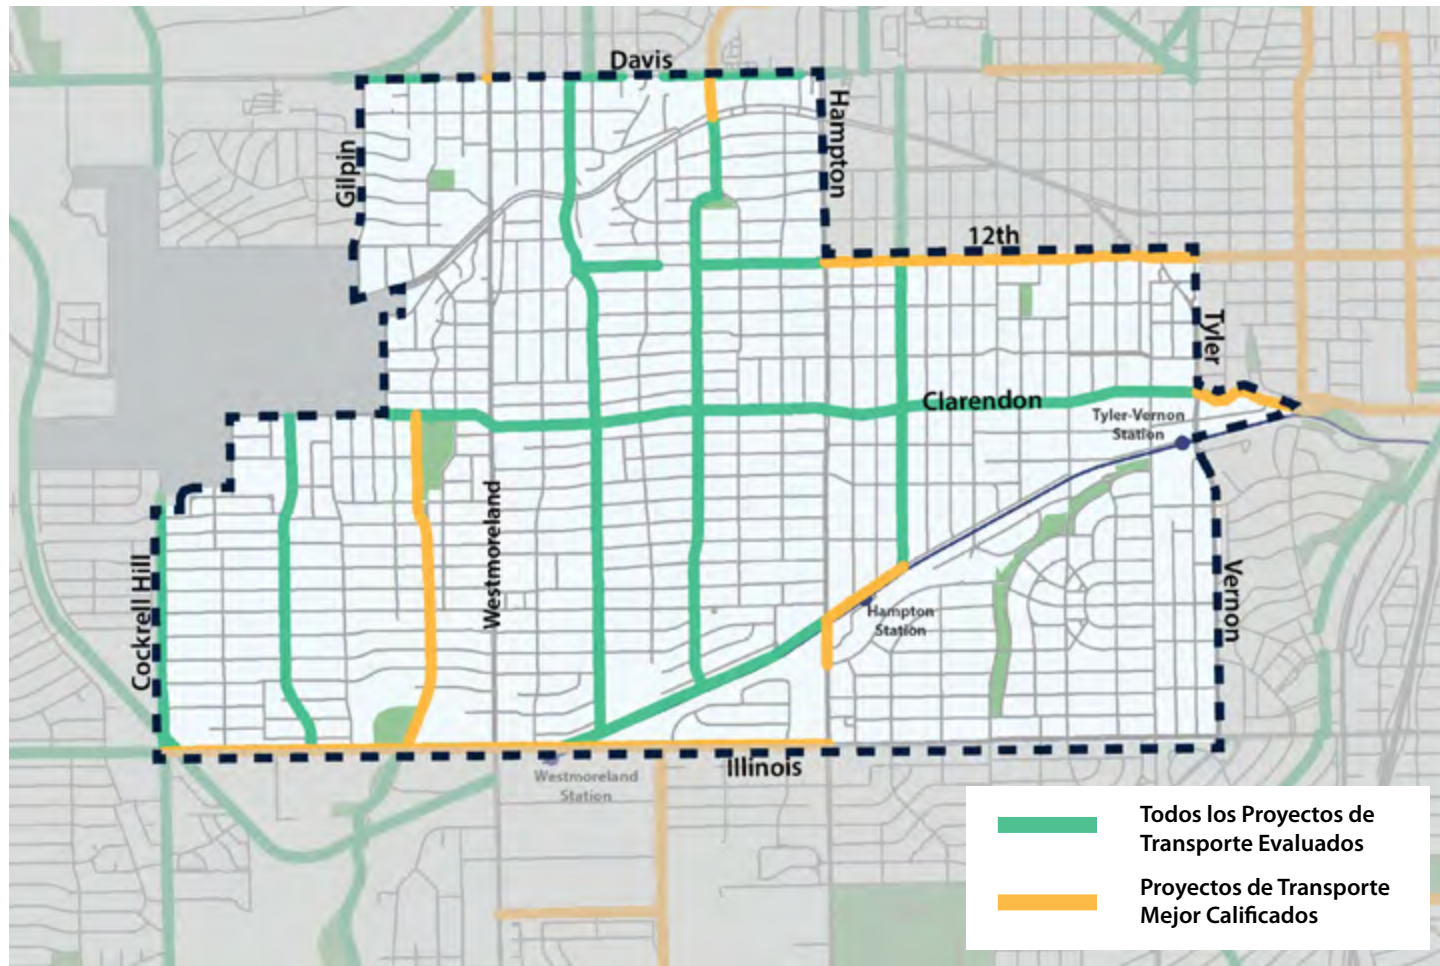 Davis
Hampton
Gilpin
12th
Tyler
Clarendon
Tyler-Vernon
Station
Westmoreland
Cockrell Hill
Vernon
Hampton
Station
Illinois
Westmoreland
Station
Todos los Proyectos de
Transporte Evaluados
Proyectos de Transporte
Mejor Calificados